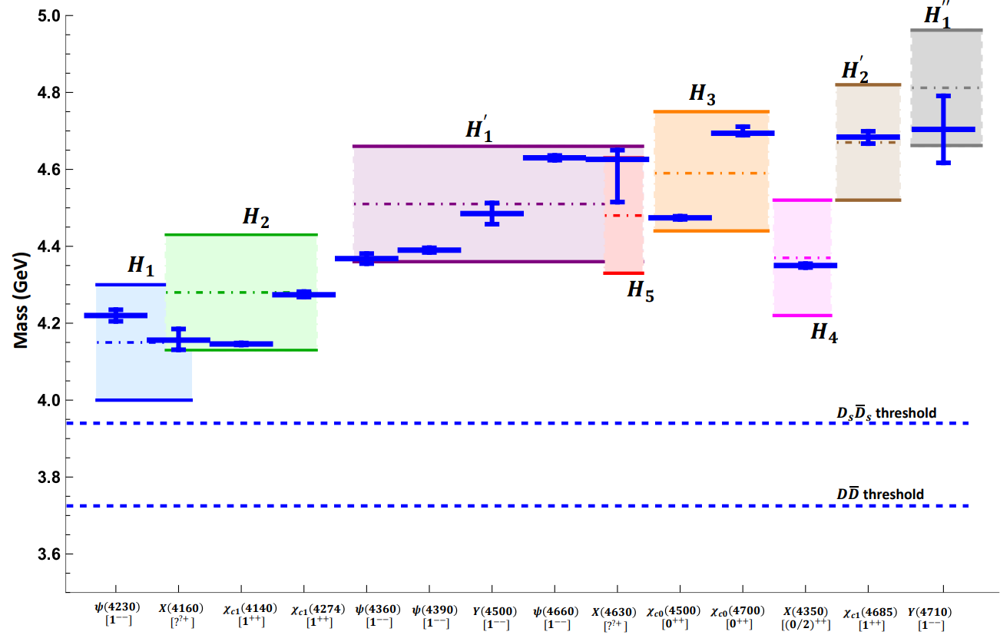 H₁′′
5.0
H₂′
4.8
H₃
H₁′
4.6
H₂
4.4
H₁
H₅
H₄
4.2
Mass (GeV)
4.0
DₛD̅ₛ threshold
3.8
DD̅ threshold
3.6
ψ(4230) X(4160) χc1(4140) χc1(4274) ψ(4360) ψ(4390) Y(4500) ψ(4660) X(4630) χc0(4500) χc0(4700) X(4350) χc1(4685) Y(4710)
[1⁻⁻] [?^?+] [1⁺⁺] [1⁺⁺] [1⁻⁻] [1⁻⁻] [1⁻⁻] [1⁻⁻] [?^?+] [0⁺⁺] [0⁺⁺] [(0/2)⁺⁺] [1⁺⁺] [1⁻⁻]